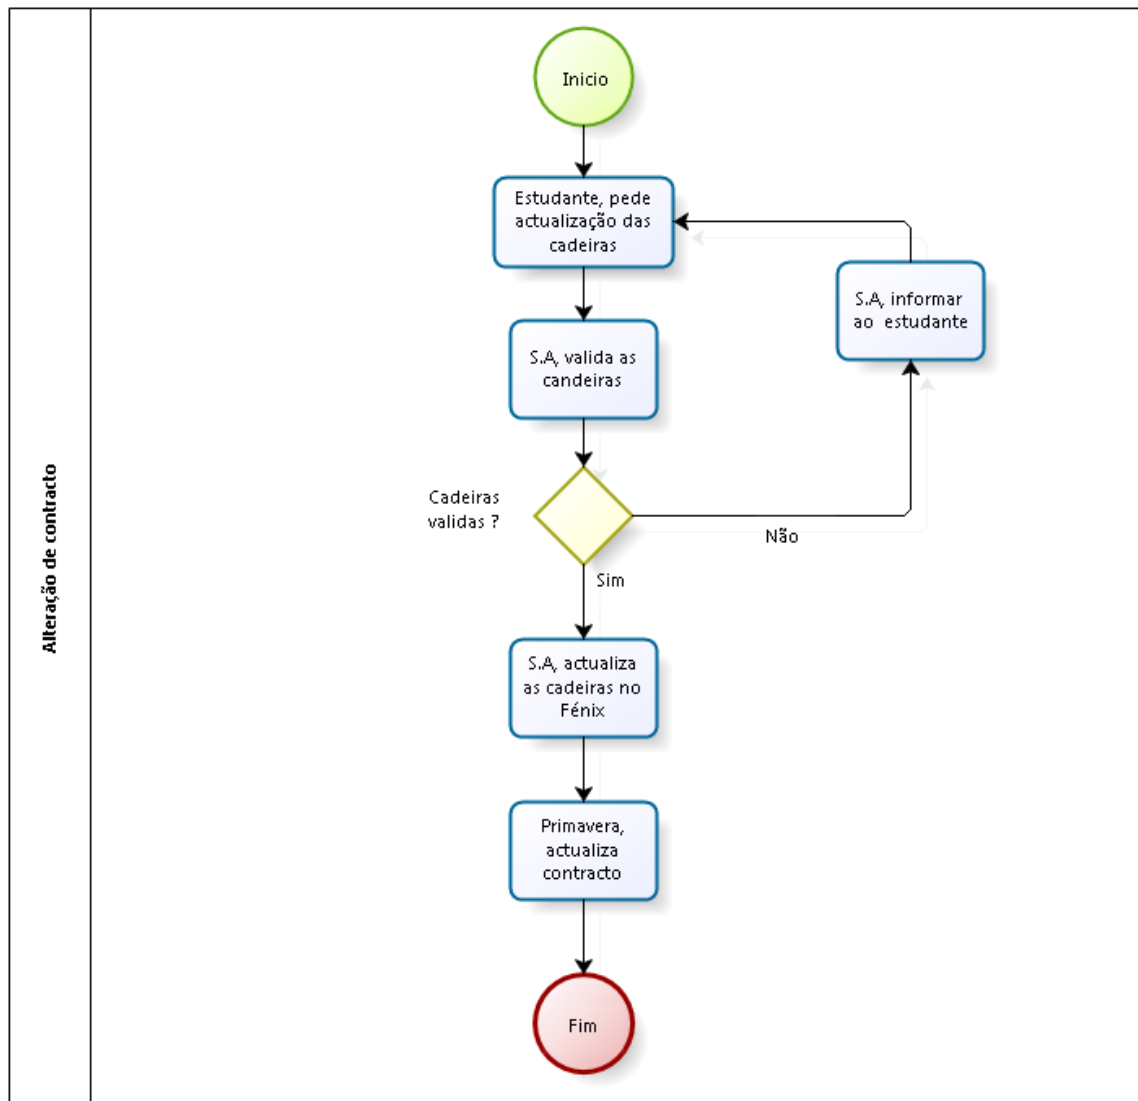 Alteração de contracto
Inicio
Estudante, pede
actualização das
cadeiras
S.A, informar
ao estudante
S.A, valida as
candeiras
Cadeiras
validas ?
Não
Sim
S.A, actualiza
as cadeiras no
Fénix
Primavera,
actualiza
contracto
Fim